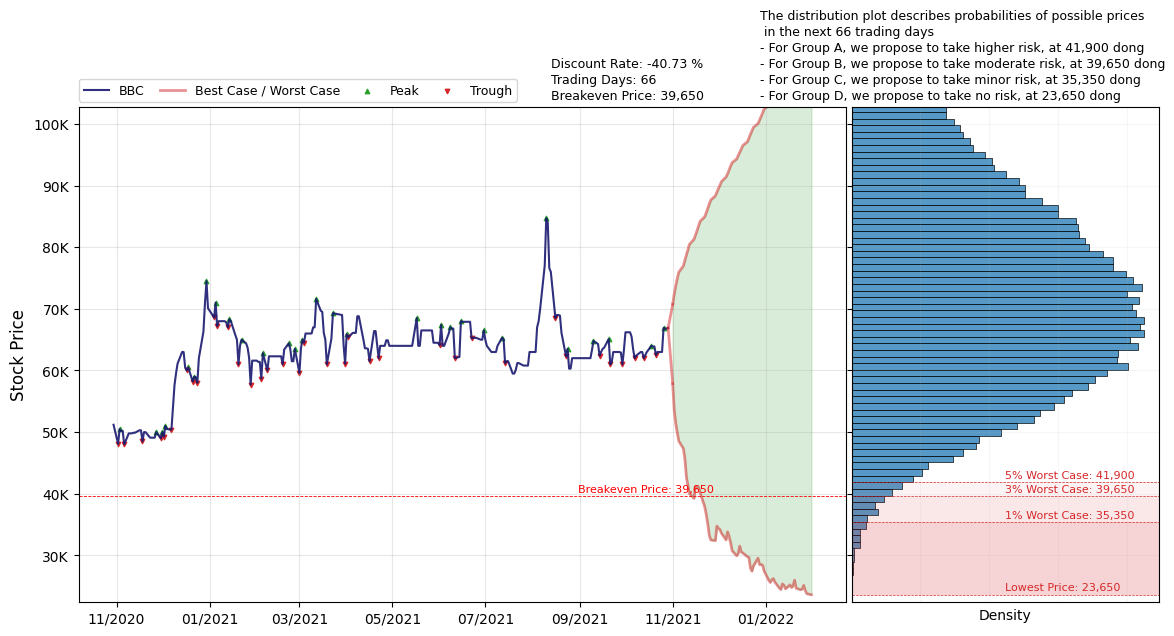 The distribution plot describes probabilities of possible prices
in the next 66 trading days
- For Group A, we propose to take higher risk, at 41,900 dong
- For Group B, we propose to take moderate risk, at 39,650 dong
- For Group C, we propose to take minor risk, at 35,350 dong
- For Group D, we propose to take no risk, at 23,650 dong
Discount Rate: -40.73 %
Trading Days: 66
Breakeven Price: 39,650
BBC
Best Case / Worst Case
Peak
Trough
Stock Price
100K
90K
80K
70K
60K
50K
40K
30K
Breakeven Price: 39,650
5% Worst Case: 41,900
3% Worst Case: 39,650
1% Worst Case: 35,350
Lowest Price: 23,650
11/2020
01/2021
03/2021
05/2021
07/2021
09/2021
11/2021
01/2022
Density